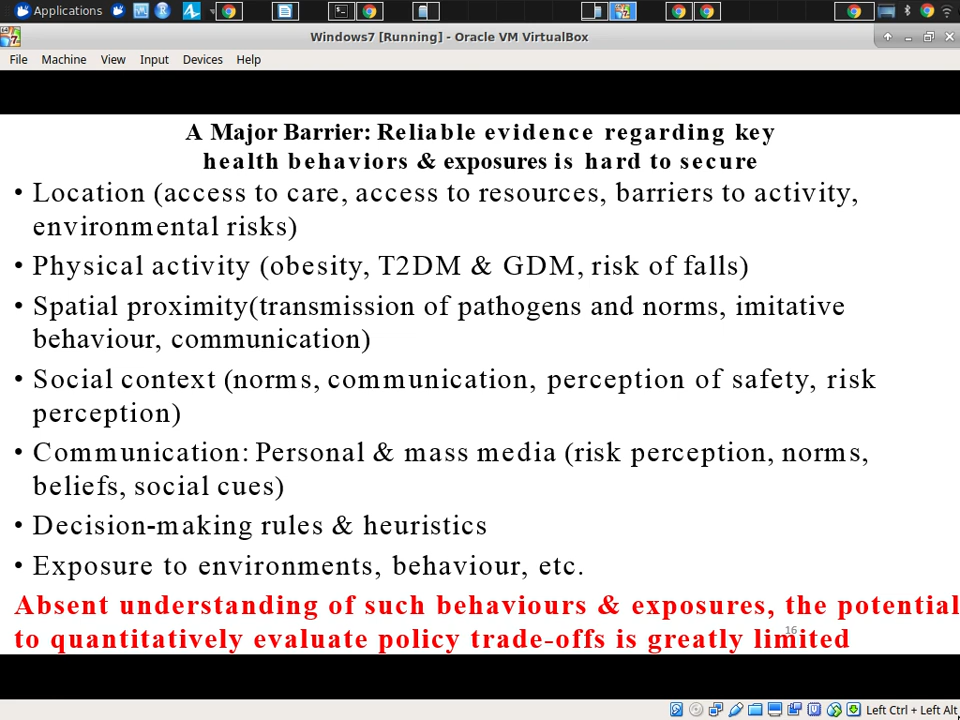 Applications
Windows7 [Running] - Oracle VM VirtualBox
File Machine View Input Devices Help
A Major Barrier: Reliable evidence regarding key
health behaviors & exposures is hard to secure
• Location (access to care, access to resources, barriers to activity,
environmental risks)
• Physical activity (obesity, T2DM & GDM, risk of falls)
• Spatial proximity(transmission of pathogens and norms, imitative
behaviour, communication)
• Social context (norms, communication, perception of safety, risk
perception)
• Communication: Personal & mass media (risk perception, norms,
beliefs, social cues)
• Decision-making rules & heuristics
• Exposure to environments, behaviour, etc.
Absent understanding of such behaviours & exposures, the potential
to quantitatively evaluate policy trade-offs is greatly limited
16
Left Ctrl + Left Alt